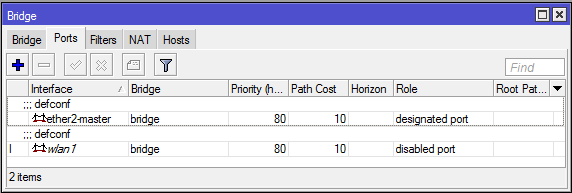 Bridge
Bridge Ports Filters NAT Hosts
Find
Interface Bridge Priority (h... Path Cost Horizon Role Root Pat...
;;; defconf
ether2-master bridge 80 10 designated port
;;; defconf
I wlan1 bridge 80 10 disabled port
2 items